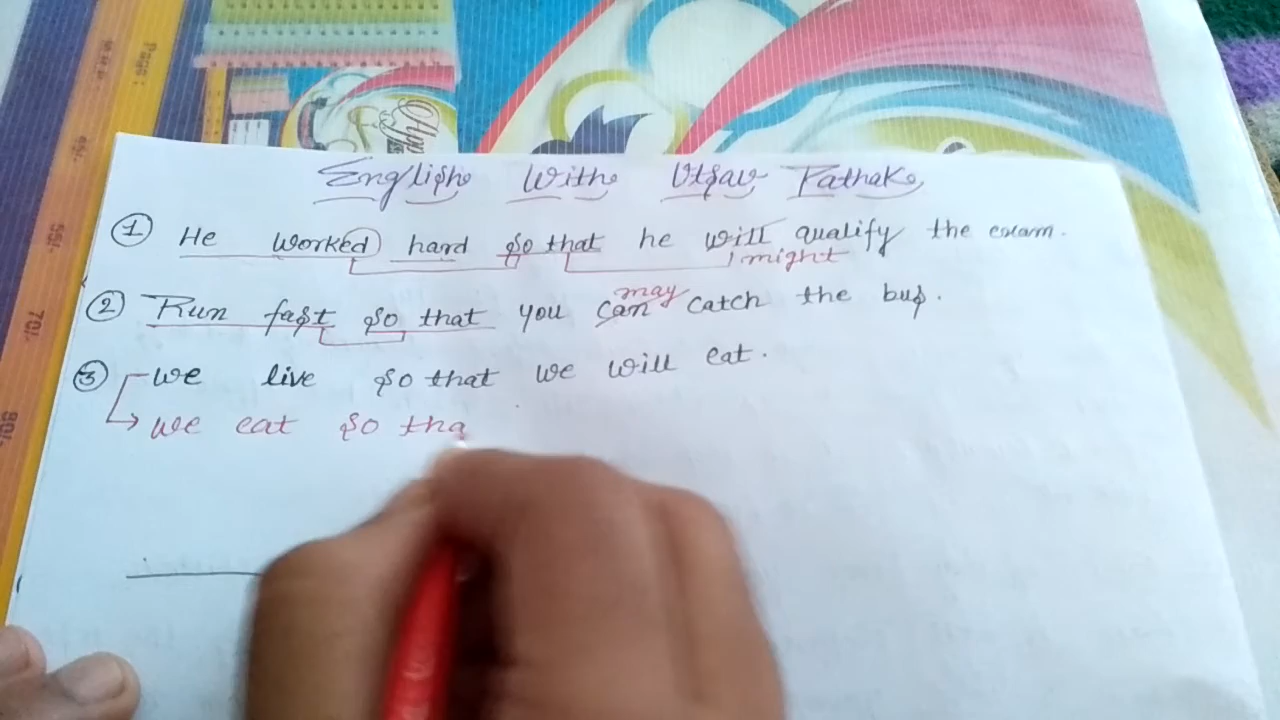 English With Utsav Pathak
① He worked hard so that he will qualify the exam.
might
may
② Run fast so that you can catch the bus.
③ We live so that we will eat.
We eat so tha
Page: